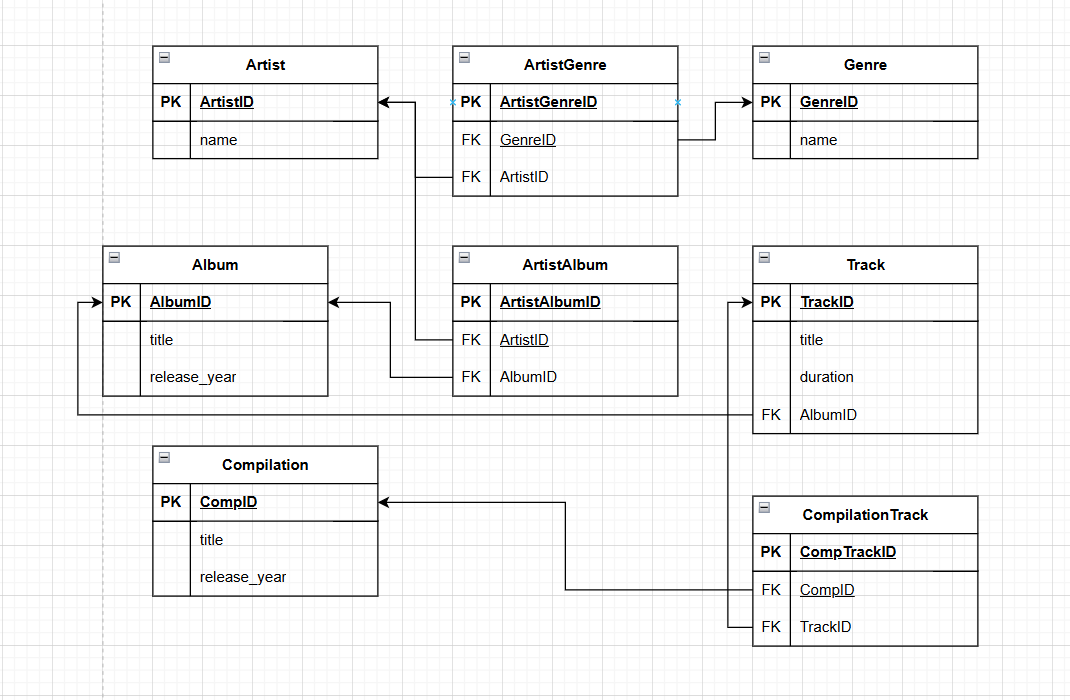 Artist
PK ArtistID
name
ArtistGenre
PK ArtistGenreID
FK GenreID
FK ArtistID
Genre
PK GenreID
name
Album
PK AlbumID
title
release_year
ArtistAlbum
PK ArtistAlbumID
FK ArtistID
FK AlbumID
Track
PK TrackID
title
duration
FK AlbumID
Compilation
PK CompID
title
release_year
CompilationTrack
PK CompTrackID
FK CompID
FK TrackID